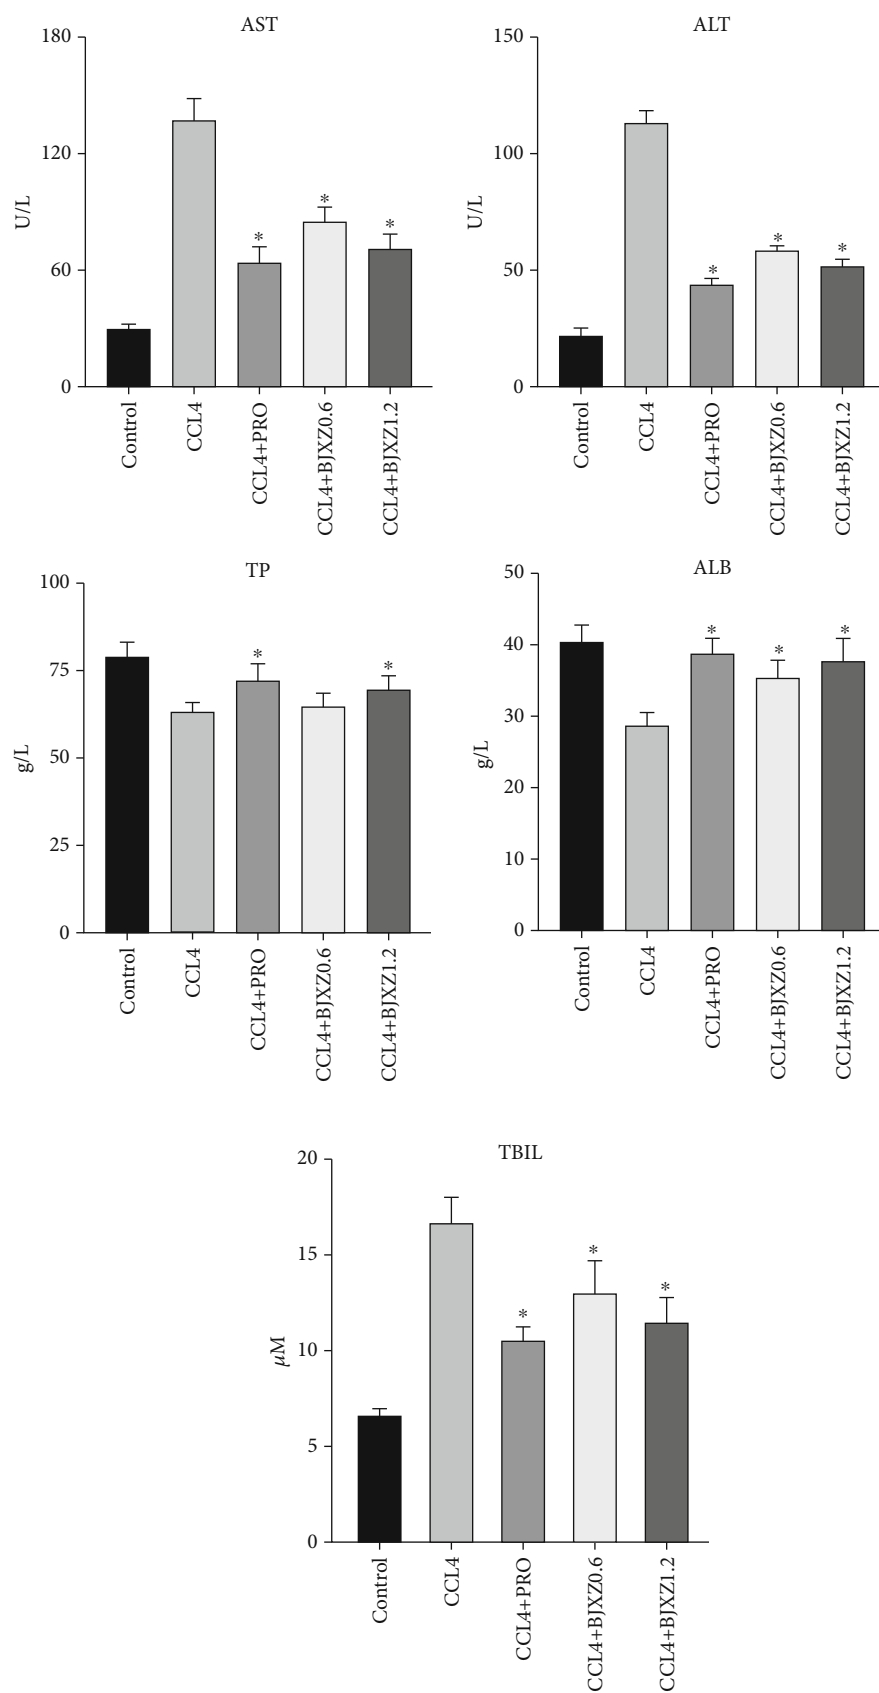 AST
180
120
60
0
U/L
*
*
*
Control
CCL4
CCL4+PRO
CCL4+BJXZ0.6
CCL4+BJXZ1.2
ALT
150
100
50
0
U/L
*
*
*
Control
CCL4
CCL4+PRO
CCL4+BJXZ0.6
CCL4+BJXZ1.2
TP
100
75
50
25
0
g/L
*
*
Control
CCL4
CCL4+PRO
CCL4+BJXZ0.6
CCL4+BJXZ1.2
ALB
50
40
30
20
10
0
g/L
*
*
*
Control
CCL4
CCL4+PRO
CCL4+BJXZ0.6
CCL4+BJXZ1.2
TBIL
20
15
10
5
0
μM
*
*
*
Control
CCL4
CCL4+PRO
CCL4+BJXZ0.6
CCL4+BJXZ1.2